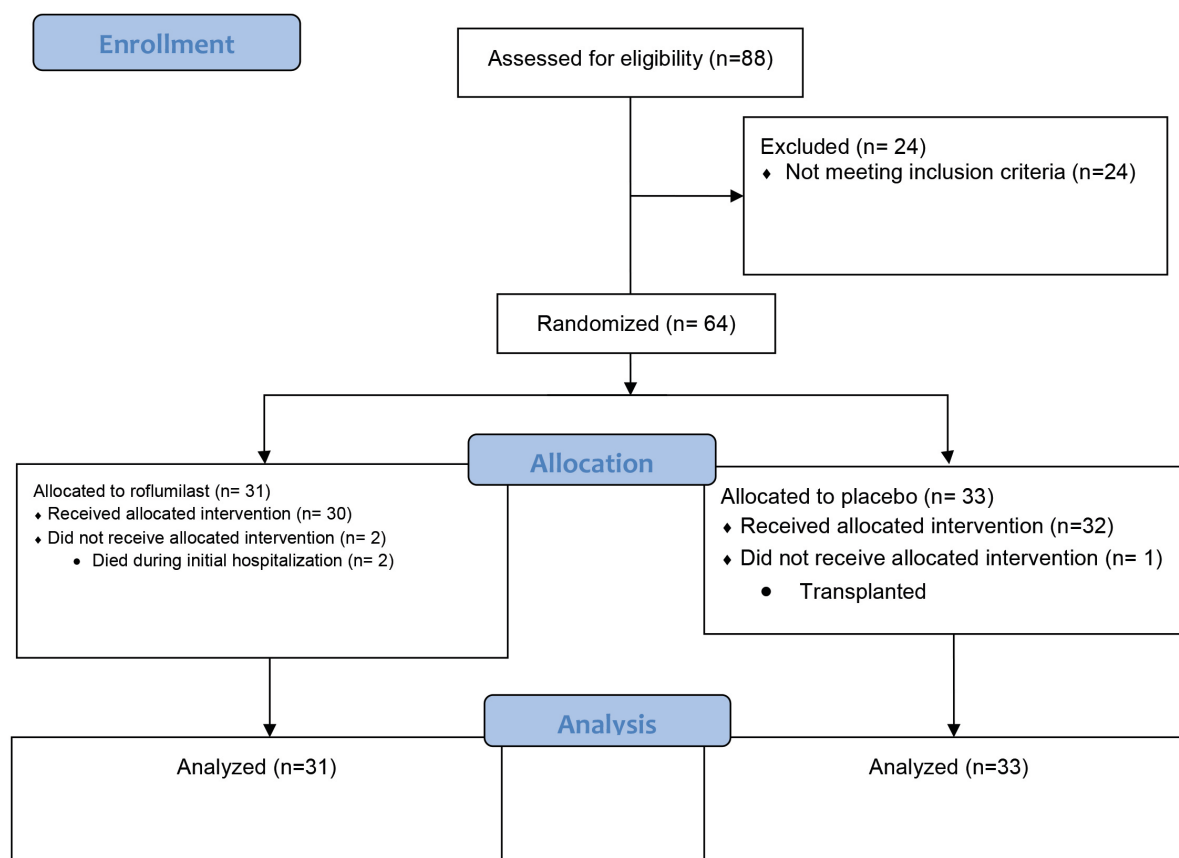 Enrollment
Assessed for eligibility (n=88)
Excluded (n= 24)
♦ Not meeting inclusion criteria (n=24)
Randomized (n= 64)
Allocation
Allocated to roflumilast (n= 31)
♦ Received allocated intervention (n= 30)
♦ Did not receive allocated intervention (n= 2)
● Died during initial hospitalization (n= 2)
Allocated to placebo (n= 33)
♦ Received allocated intervention (n=32)
♦ Did not receive allocated intervention (n= 1)
● Transplanted
Analysis
Analyzed (n=31)
Analyzed (n=33)